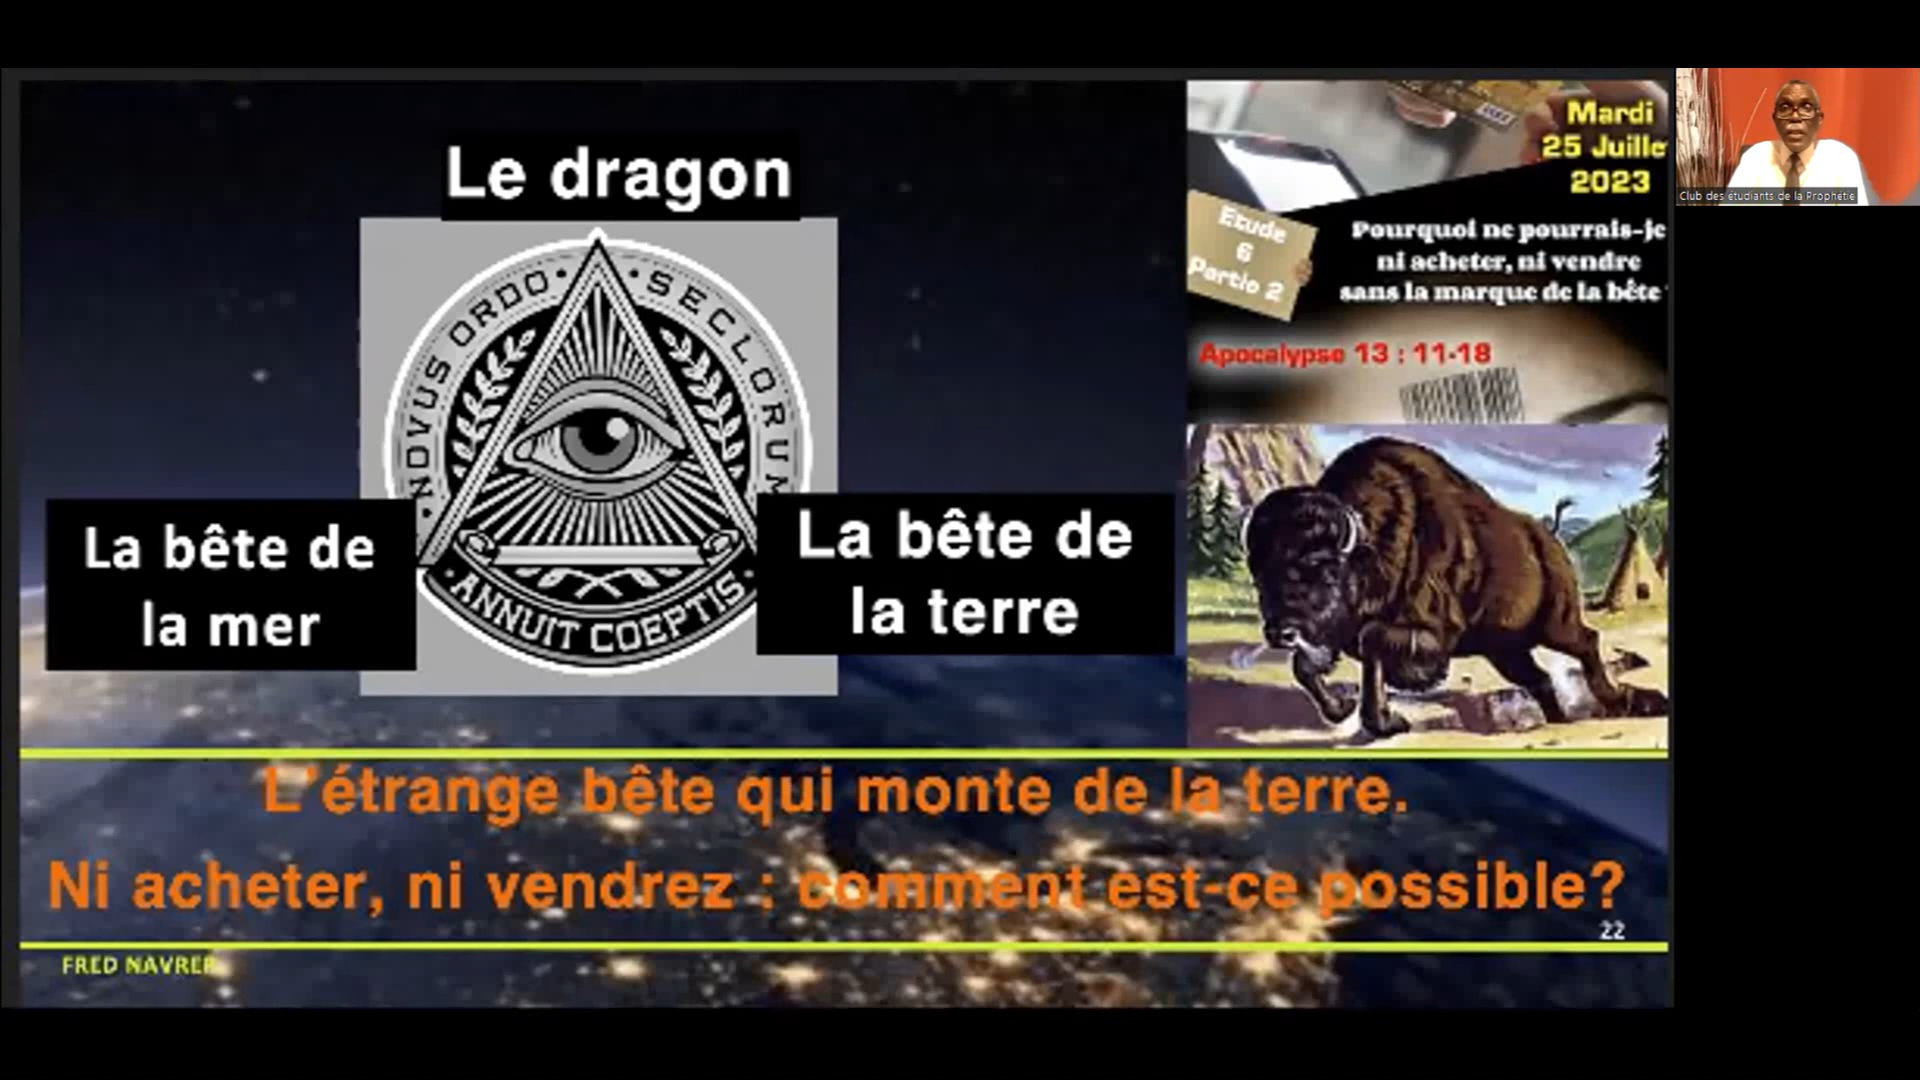 Le dragon
NOVUS ORDO SECLORUM
ANNUIT COEPTIS
La bête de
la mer
La bête de
la terre
Mardi
25 Juille
2023
Etude
6
Partie 2
Pourquoi ne pourrais-je
ni acheter, ni vendre
sans la marque de la bête
Apocalypse 13 : 11-18
L'étrange bête qui monte de la terre.
Ni acheter, ni vendrez : comment est-ce possible?
22
FRED NAVRER
Club des étudiants de la Prophétie